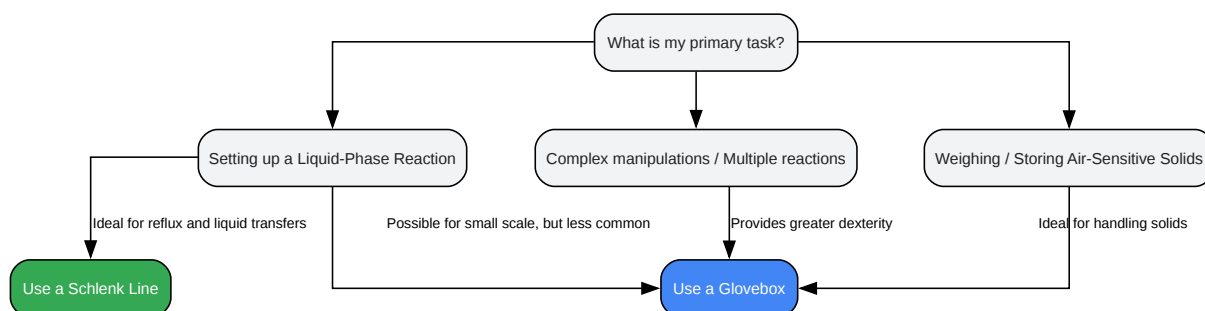 What is my primary task?
Setting up a Liquid-Phase Reaction
Complex manipulations / Multiple reactions
Weighing / Storing Air-Sensitive Solids
Ideal for reflux and liquid transfers
Possible for small scale, but less common
Provides greater dexterity
Ideal for handling solids
Use a Schlenk Line
Use a Glovebox